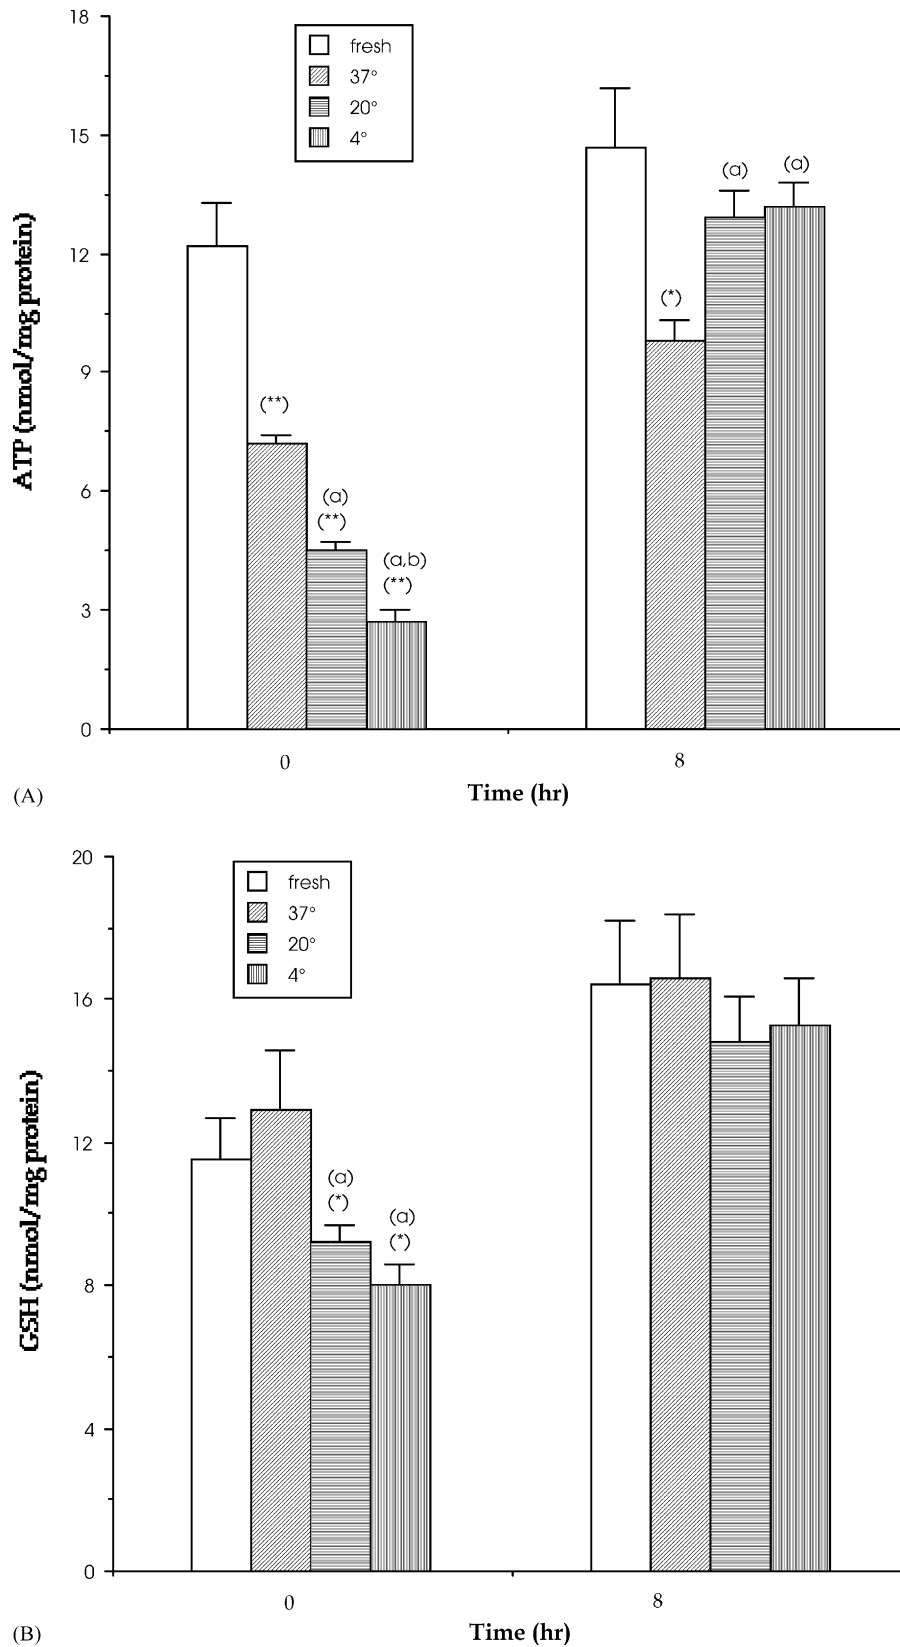 18
15
12
9
6
3
0
ATP (nmol/mg protein)
fresh
37°
20°
4°
(**)
(a)
(**)
(a,b)
(**)
(*)
(a)
(a)
0
8
Time (hr)
(A)
20
16
12
8
4
0
GSH (nmol/mg protein)
fresh
37°
20°
4°
(a)
(*)
(a)
(*)
0
8
Time (hr)
(B)